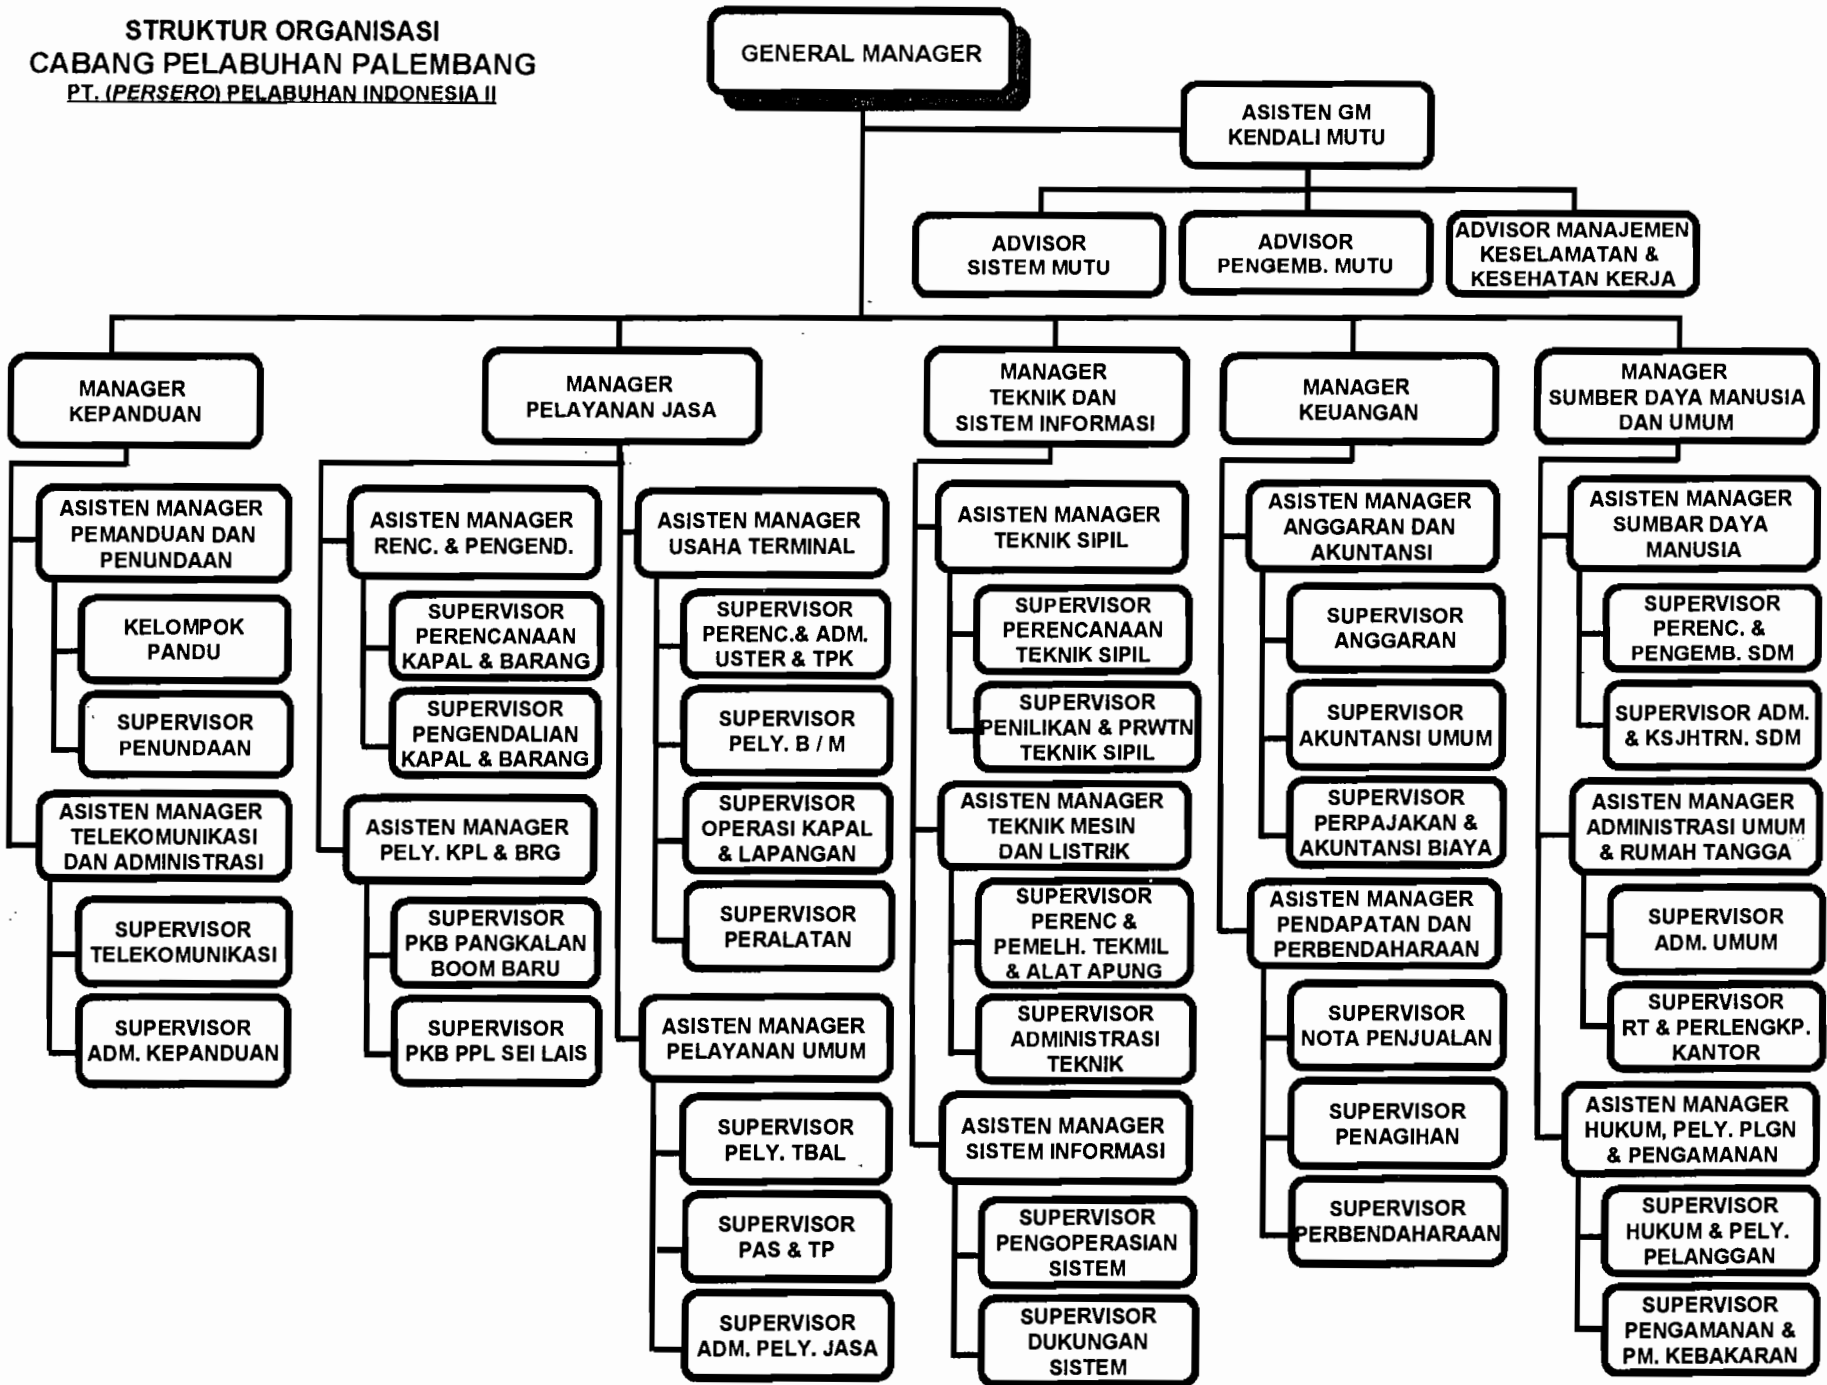 STRUKTUR ORGANISASI
CABANG PELABUHAN PALEMBANG
PT. (PERSERO) PELABUHAN INDONESIA II
GENERAL MANAGER
ASISTEN GM
KENDALI MUTU
ADVISOR
SISTEM MUTU
ADVISOR
PENGEMB. MUTU
ADVISOR MANAJEMEN
KESELAMATAN &
KESEHATAN KERJA
MANAGER
KEPANDUAN
ASISTEN MANAGER
PEMANDUAN DAN
PENUNDAAN
KELOMPOK
PANDU
SUPERVISOR
PENUNDAAN
ASISTEN MANAGER
TELEKOMUNIKASI
DAN ADMINISTRASI
SUPERVISOR
TELEKOMUNIKASI
SUPERVISOR
ADM. KEPANDUAN
MANAGER
PELAYANAN JASA
ASISTEN MANAGER
RENC. & PENGEND.
SUPERVISOR
PERENCANAAN
KAPAL & BARANG
SUPERVISOR
PENGENDALIAN
KAPAL & BARANG
ASISTEN MANAGER
PELY. KPL & BRG
SUPERVISOR
PKB PANGKALAN
BOOM BARU
SUPERVISOR
PKB PPL SEI LAIS
ASISTEN MANAGER
USAHA TERMINAL
SUPERVISOR
PERENC.& ADM.
USTER & TPK
SUPERVISOR
PELY. B / M
SUPERVISOR
OPERASI KAPAL
& LAPANGAN
SUPERVISOR
PERALATAN
ASISTEN MANAGER
PELAYANAN UMUM
SUPERVISOR
PELY. TBAL
SUPERVISOR
PAS & TP
SUPERVISOR
ADM. PELY. JASA
MANAGER
TEKNIK DAN
SISTEM INFORMASI
ASISTEN MANAGER
TEKNIK SIPIL
SUPERVISOR
PERENCANAAN
TEKNIK SIPIL
SUPERVISOR
PENILIKAN & PRWTN
TEKNIK SIPIL
ASISTEN MANAGER
TEKNIK MESIN
DAN LISTRIK
SUPERVISOR
PERENC &
PEMELH. TEKMIL
& ALAT APUNG
SUPERVISOR
ADMINISTRASI
TEKNIK
ASISTEN MANAGER
SISTEM INFORMASI
SUPERVISOR
PENGOPERASIAN
SISTEM
SUPERVISOR
DUKUNGAN
SISTEM
MANAGER
KEUANGAN
ASISTEN MANAGER
ANGGARAN DAN
AKUNTANSI
SUPERVISOR
ANGGARAN
SUPERVISOR
AKUNTANSI UMUM
SUPERVISOR
PERPAJAKAN &
AKUNTANSI BIAYA
ASISTEN MANAGER
PENDAPATAN DAN
PERBENDAHARAAN
SUPERVISOR
NOTA PENJUALAN
SUPERVISOR
PENAGIHAN
SUPERVISOR
PERBENDAHARAAN
MANAGER
SUMBER DAYA MANUSIA
DAN UMUM
ASISTEN MANAGER
SUMBAR DAYA
MANUSIA
SUPERVISOR
PERENC. &
PENGEMB. SDM
SUPERVISOR ADM.
& KSJHTRN. SDM
ASISTEN MANAGER
ADMINISTRASI UMUM
& RUMAH TANGGA
SUPERVISOR
ADM. UMUM
SUPERVISOR
RT & PERLENGKP.
KANTOR
ASISTEN MANAGER
HUKUM, PELY. PLGN
& PENGAMANAN
SUPERVISOR
HUKUM & PELY.
PELANGGAN
SUPERVISOR
PENGAMANAN &
PM. KEBAKARAN